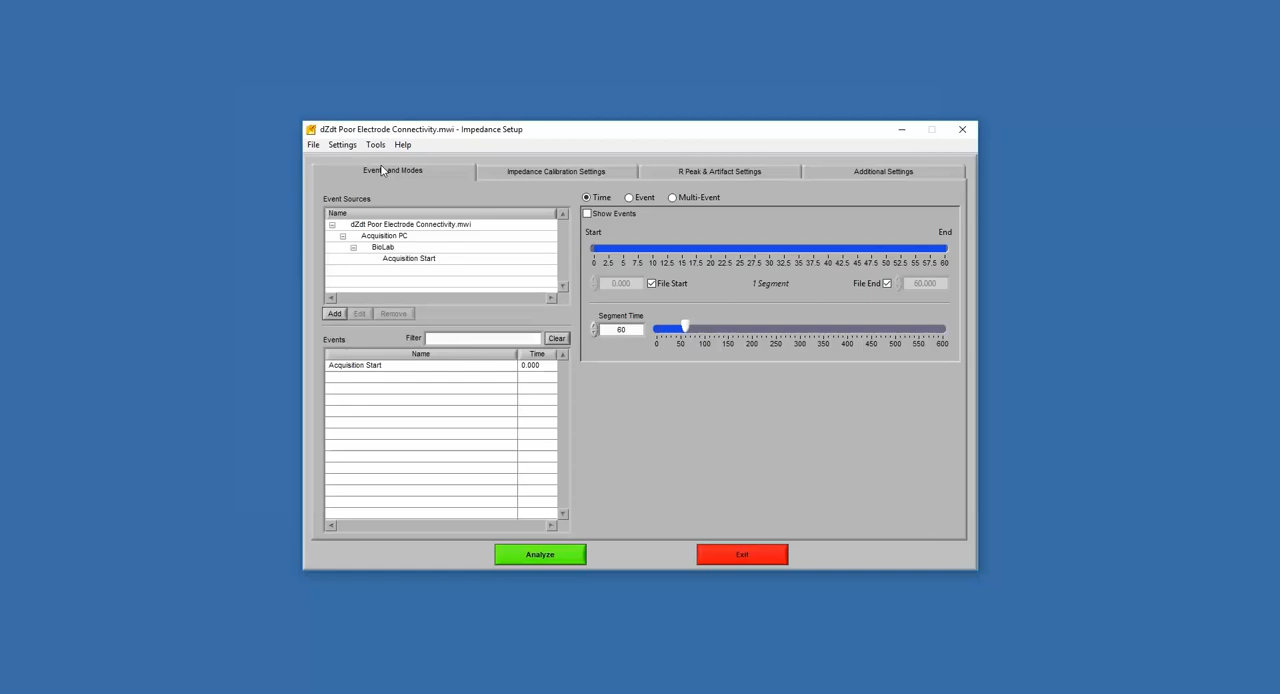 dZdt Poor Electrode Connectivity.mwi - Impedance Setup
File Settings Tools Help
Events and Modes Impedance Calibration Settings R Peak & Artifact Settings Additional Settings
Event Sources
Name
dZdt Poor Electrode Connectivity.mwi
Acquisition PC
BioLab
Acquisition Start
Add Edit Remove
Events Filter Clear
Name Time
Acquisition Start 0.000
Time Event Multi-Event
Show Events
Start End
0 2.5 5 7.5 10 12.5 15 17.5 20 22.5 25 27.5 30 32.5 35 37.5 40 42.5 45 47.5 50 52.5 55 57.5 60
0.000 File Start 1 Segment File End 60.000
Segment Time
60
0 50 100 150 200 250 300 350 400 450 500 550 600
Analyze Exit